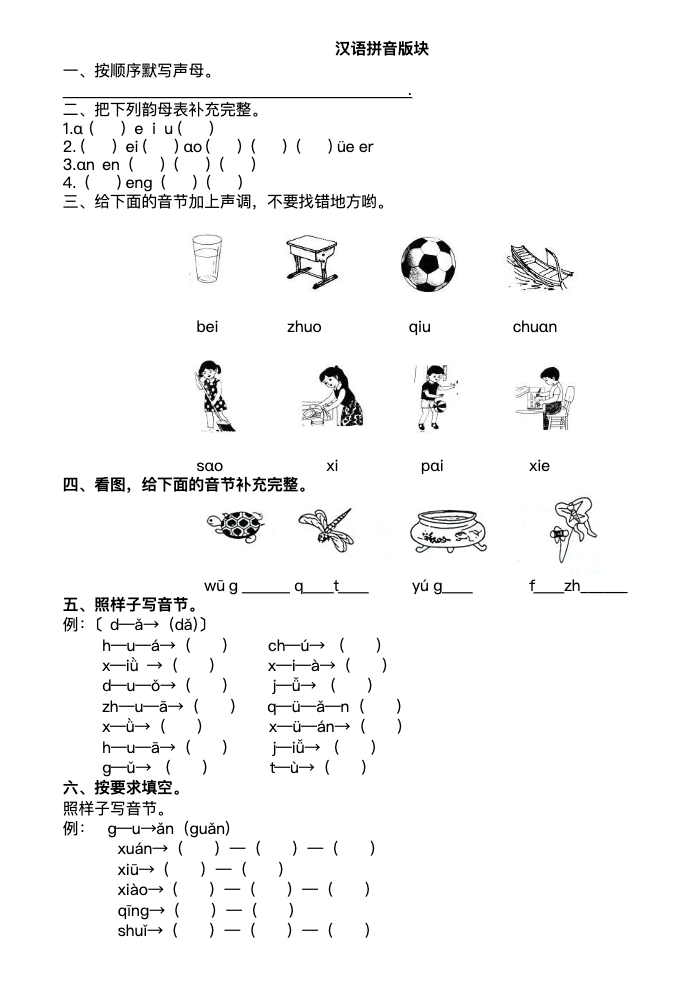 汉语拼音版块
一、按顺序默写声母。
________________________________________.
二、把下列韵母表补充完整。
1.ɑ (      )  e  i  u (      )
2. (      )  ei (      ) ɑo (      ) (      ) (      ) üe er
3.ɑn  en  (      ) (      ) (      )
4.  (      ) eng  (      ) (      )
三、给下面的音节加上声调，不要找错地方哟。
bei zhuo qiu chuɑn
sɑo xi pɑi xie
四、看图，给下面的音节补充完整。
wū g ______ q____t____ yú g____ f____zh______
五、照样子写音节。
例：〔 d—ǎ→（dǎ）〕
h—u—á→（      ） ch—ú→ （      ）
x—iǜ  →（      ） x—i—à→（      ）
d—u—ǒ→（      ） j—ǚ→ （      ）
zh—u—ā→（      ） q—ü—ǎ—n（      ）
x—ǜ→（      ） x—ü—án→（      ）
h—u—ā→（      ） j—iǚ→ （      ）
g—ǔ→ （      ） t—ù→（      ）
六、按要求填空。
照样子写音节。
例：  g—u→ǎn（guǎn）
xuán→（      ）—（      ）—（      ）
xiū→（      ）—（      ）
xiào→（      ）—（      ）—（      ）
qīng→（      ）—（      ）
shuǐ→（      ）—（      ）—（      ）